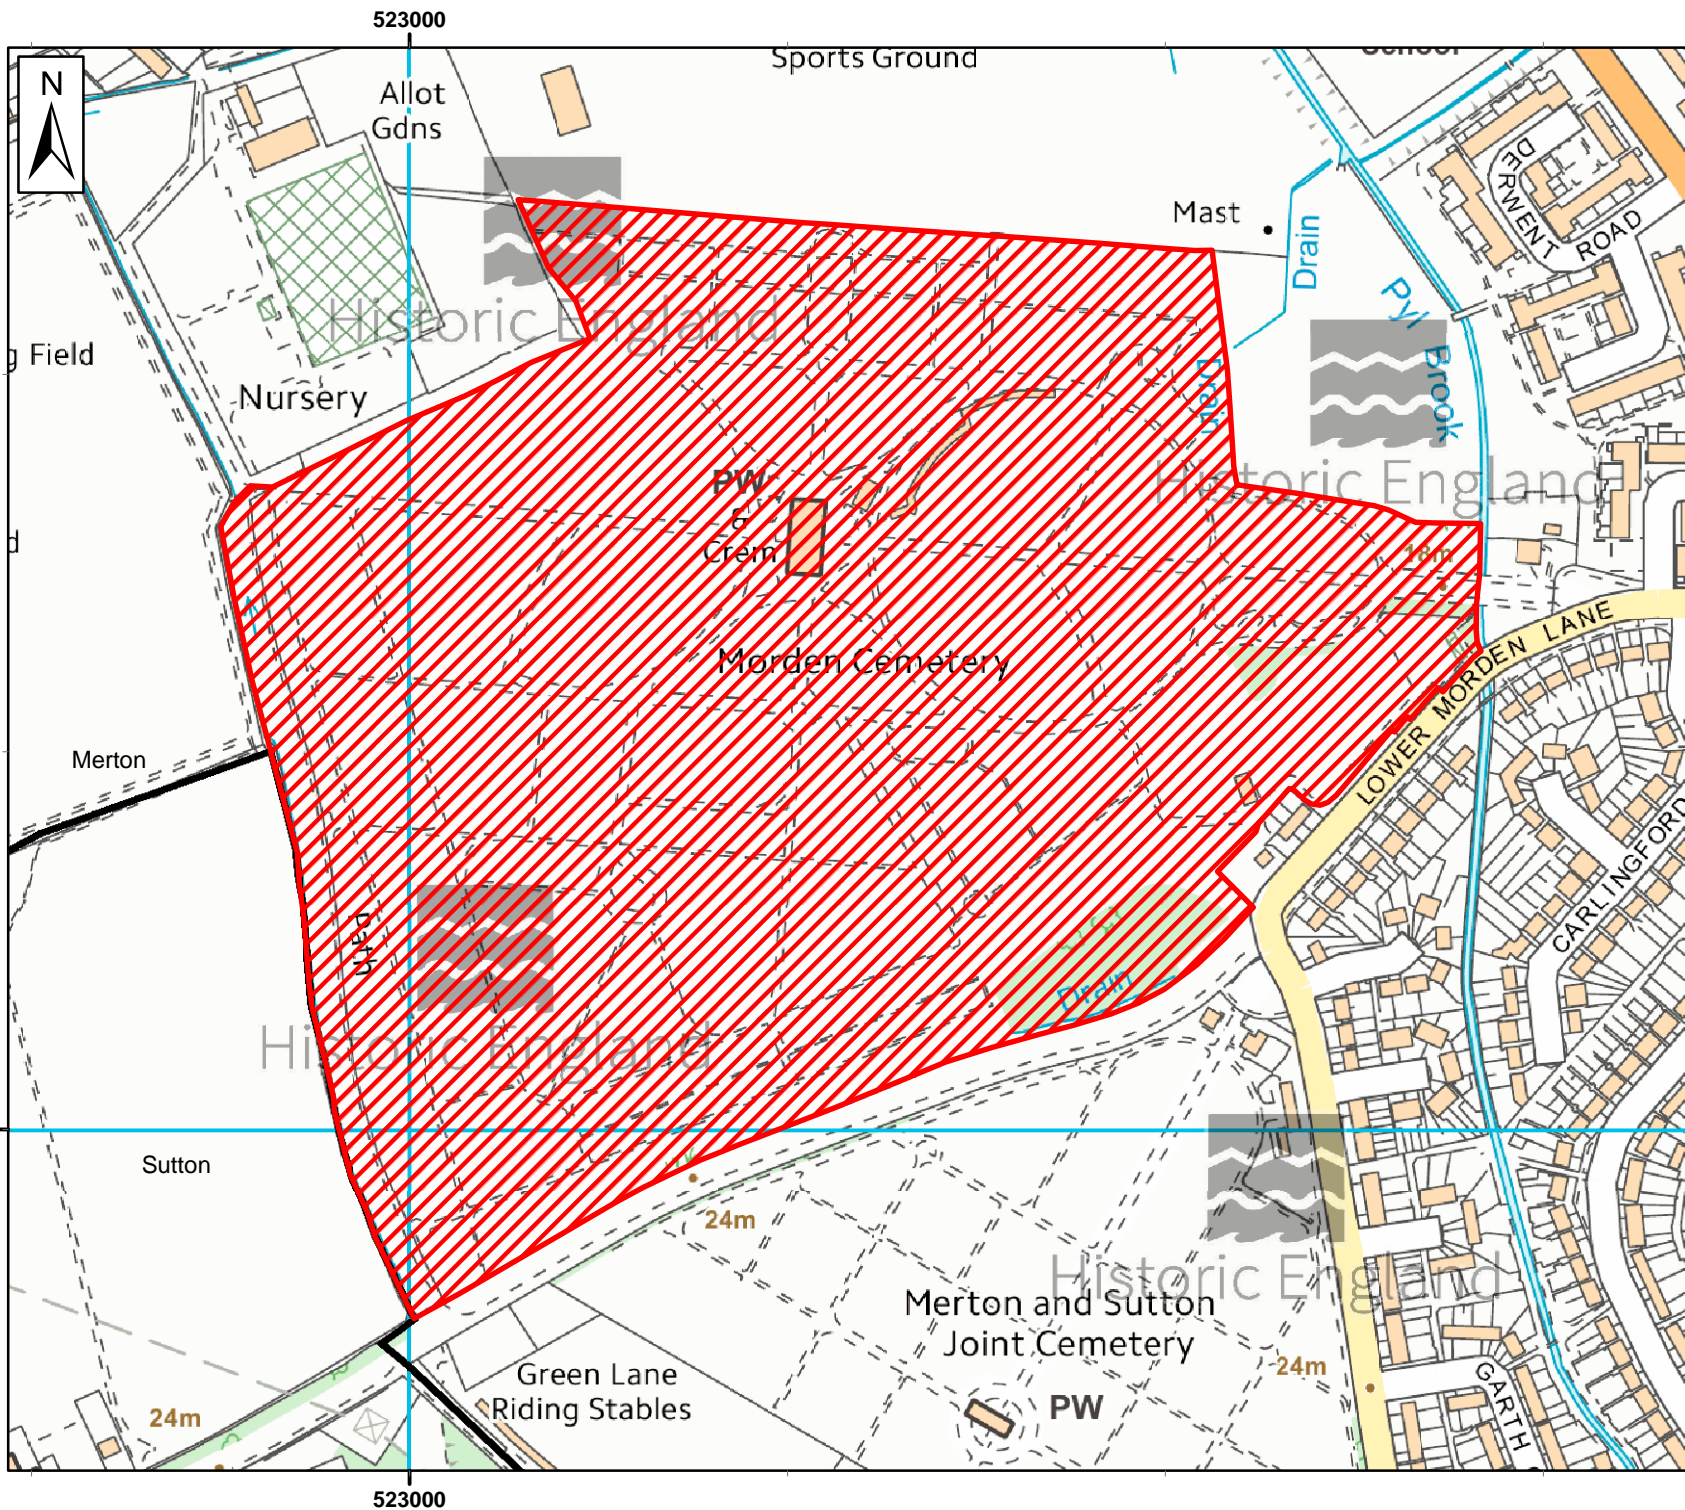 523000
Sports Ground
School
N
Allot
Gdns
Mast
Drain
DERWENT ROAD
Pyl Brook
Historic England
g Field
Nursery
Drain
Historic England
PW
&
Crem
d
18m
Morden Cemetery
LOWER MORDEN LANE
Merton
CARLINGFORD
Path
Drain
Historic England
Sutton
24m
Historic England
Merton and Sutton
Joint Cemetery
24m
Green Lane
Riding Stables
PW
GARTH
24m
523000